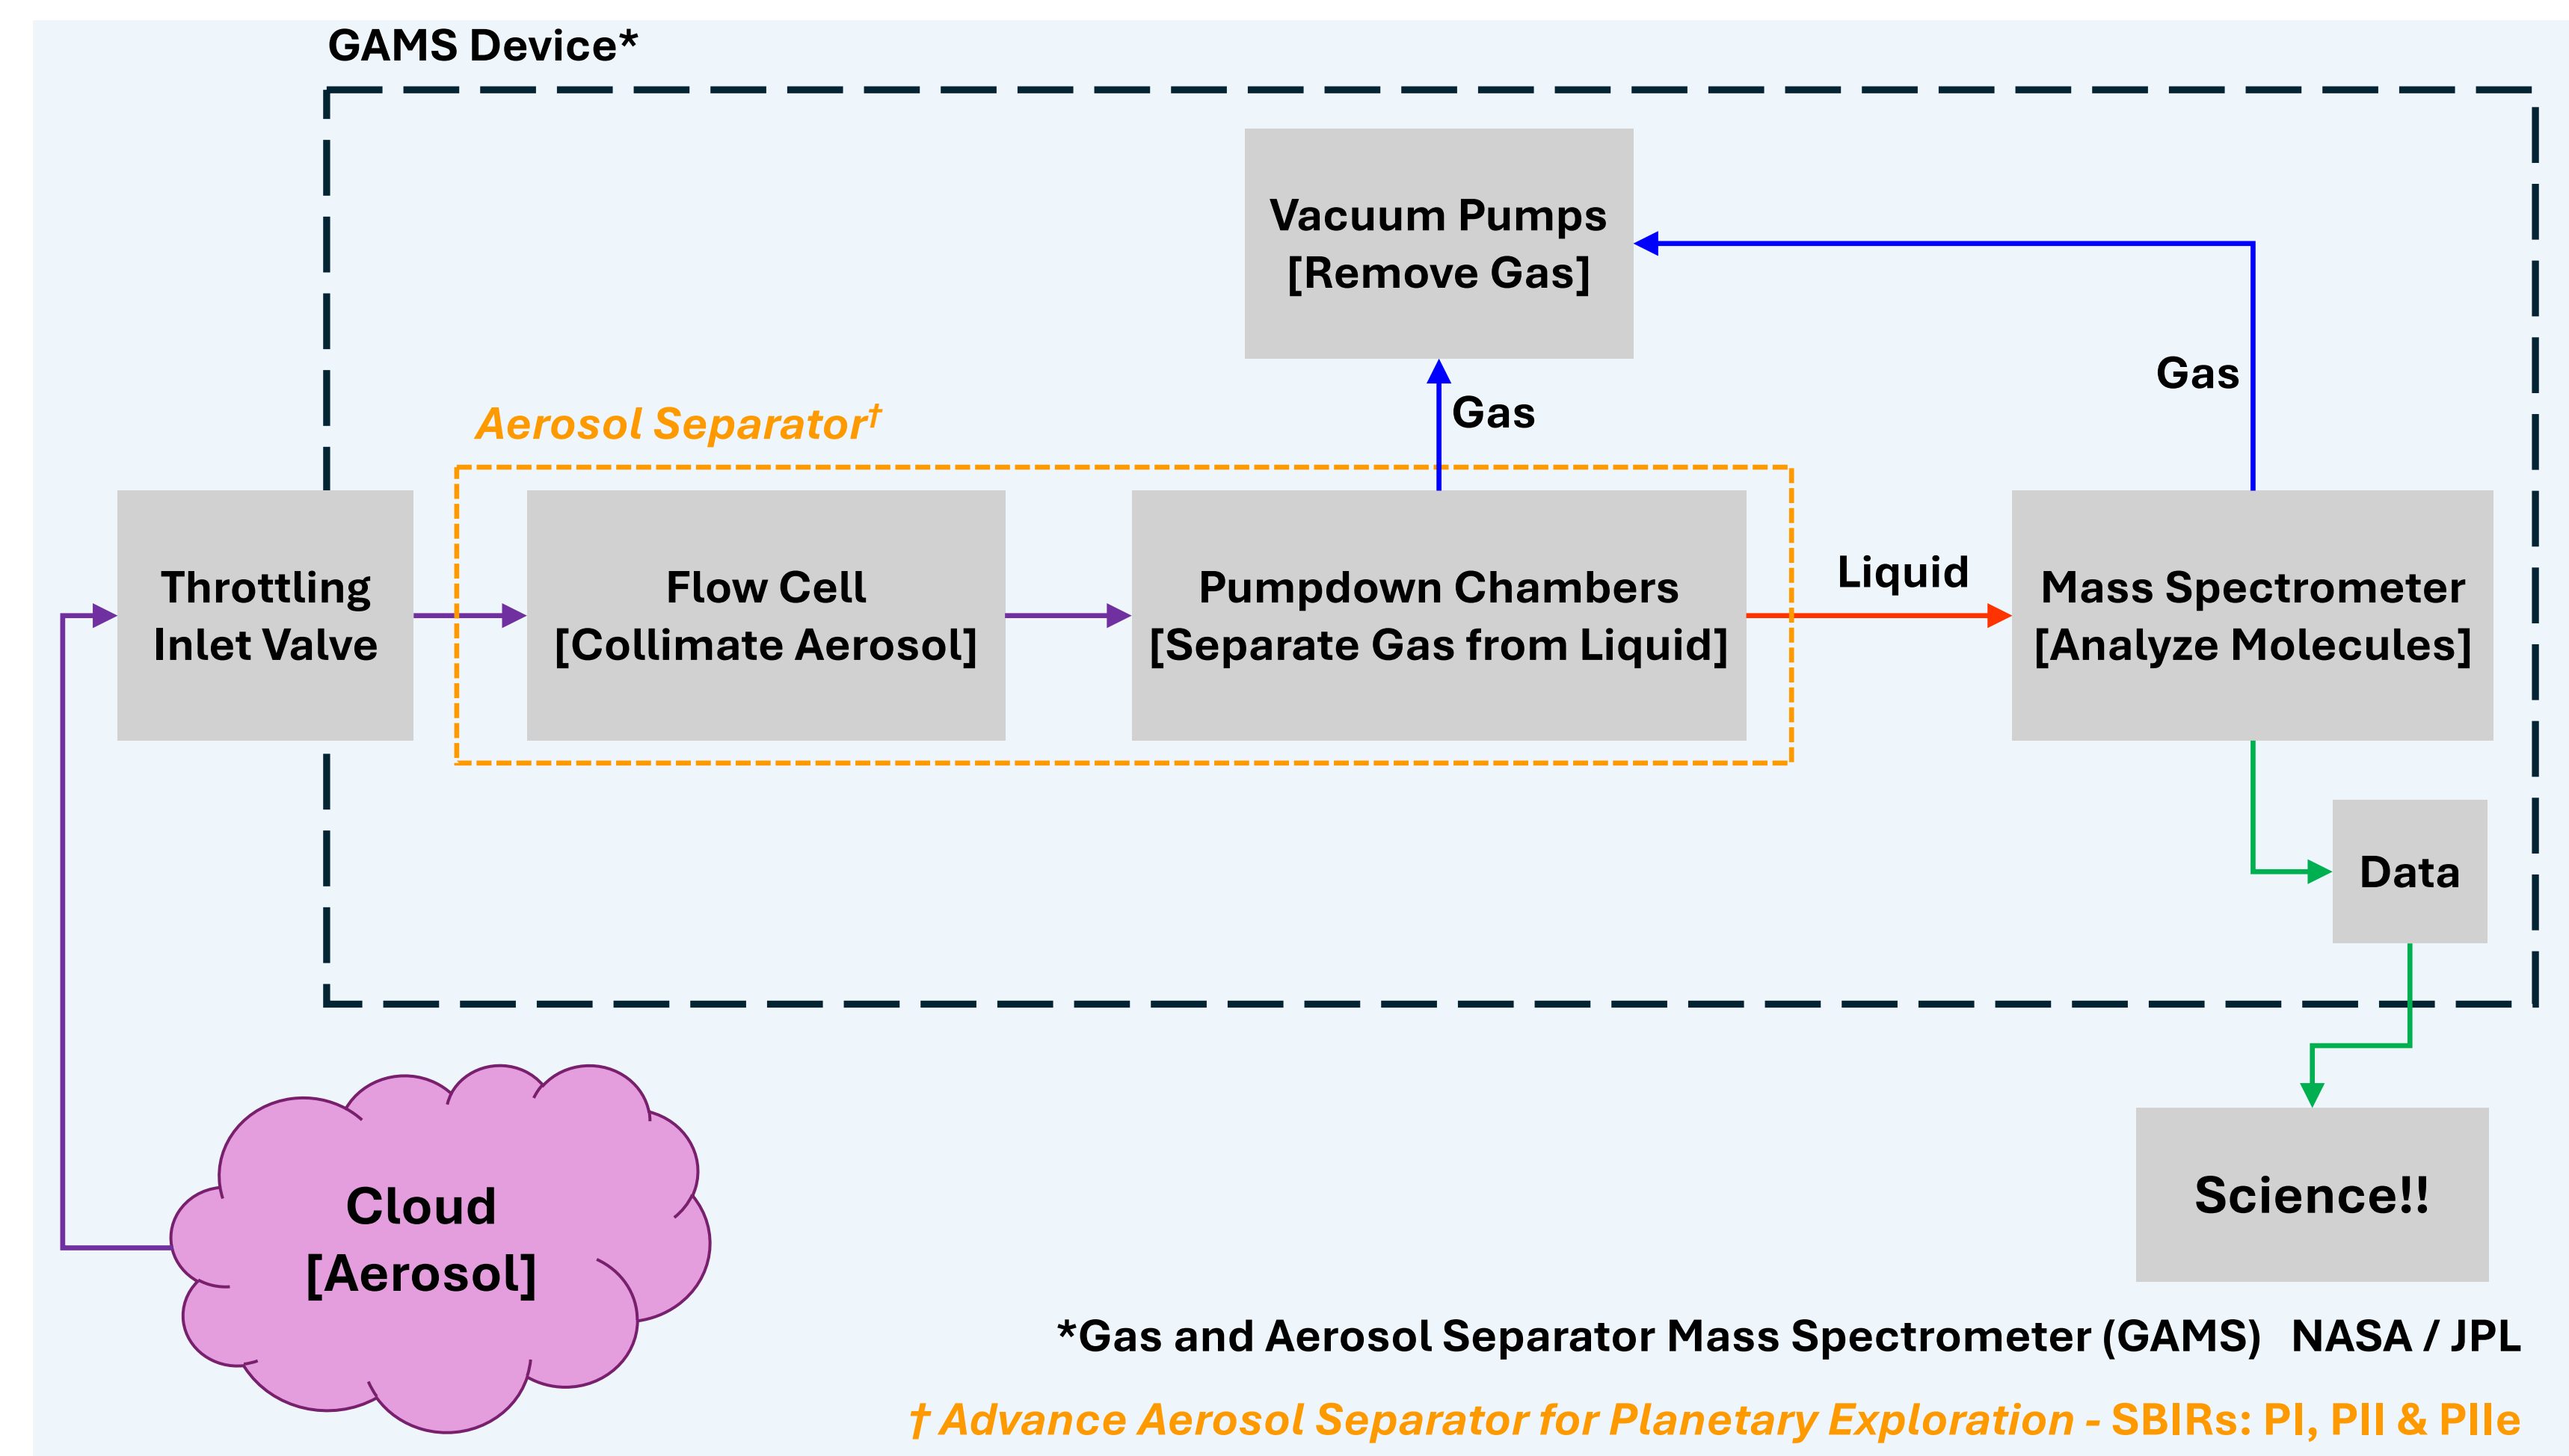 GAMS Device*
Vacuum Pumps
[Remove Gas]
Gas
Gas
Aerosol Separator†
Throttling
Inlet Valve
Flow Cell
[Collimate Aerosol]
Pumpdown Chambers
[Separate Gas from Liquid]
Liquid
Mass Spectrometer
[Analyze Molecules]
Data
Cloud
[Aerosol]
Science!!
*Gas and Aerosol Separator Mass Spectrometer (GAMS) NASA / JPL
† Advance Aerosol Separator for Planetary Exploration - SBIRs: PI, PII & PIIe